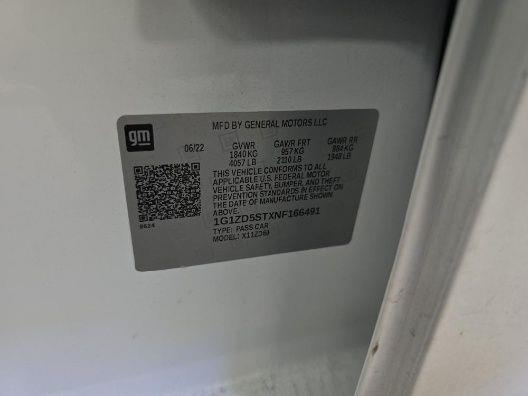 gm
MFD BY GENERAL MOTORS LLC
06/22 GVWR GAWR FRT GAWR RR
1840 KG 957 KG 884 KG
4057 LB 2110 LB 1948 LB
THIS VEHICLE CONFORMS TO ALL
APPLICABLE U.S. FEDERAL MOTOR
VEHICLE SAFETY, BUMPER, AND THEFT
PREVENTION STANDARDS IN EFFECT ON
THE DATE OF MANUFACTURE SHOWN
ABOVE.
1G1ZD5STXNF166491
TYPE: PASS CAR
MODEL: X11ZD69